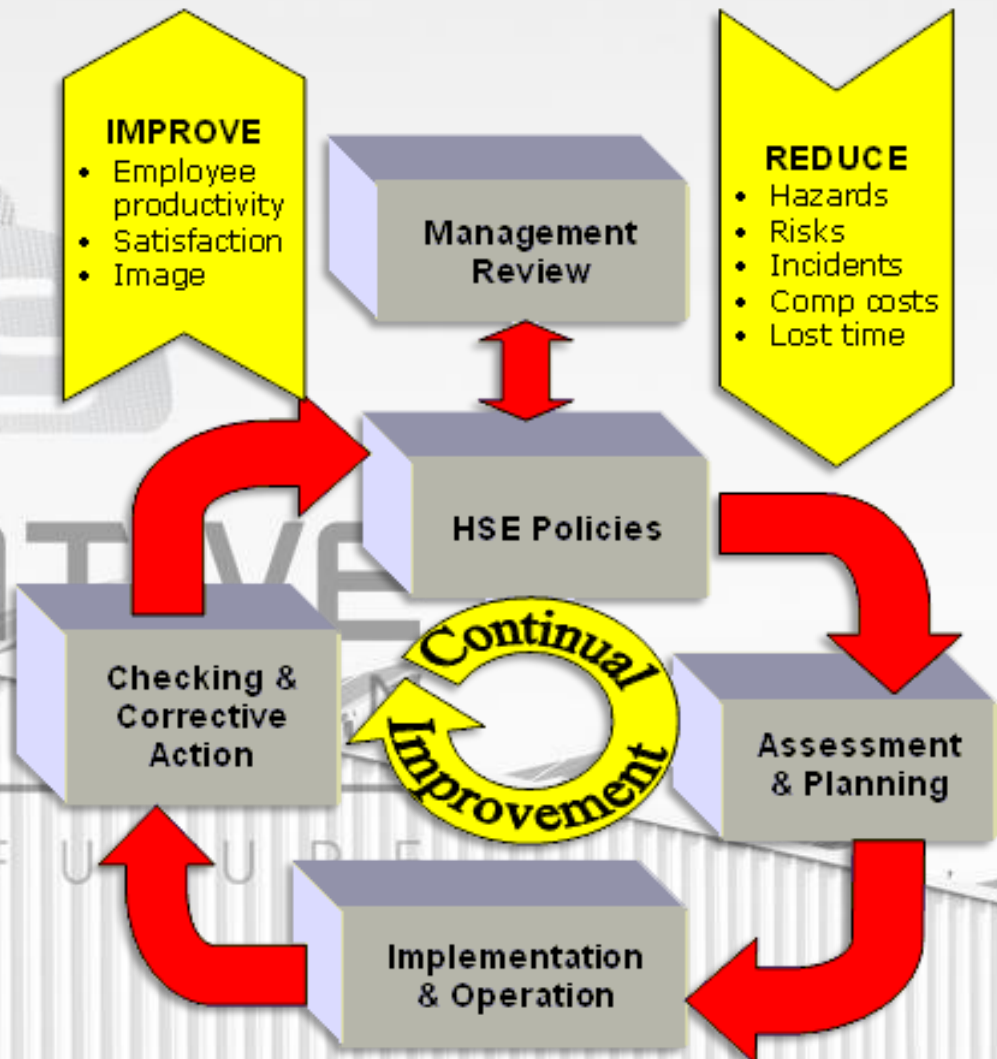 IMPROVE
• Employee
productivity
• Satisfaction
• Image
REDUCE
• Hazards
• Risks
• Incidents
• Comp costs
• Lost time
Management
Review
HSE Policies
Continual
Improvement
Checking &
Corrective
Action
Assessment
& Planning
Implementation
& Operation